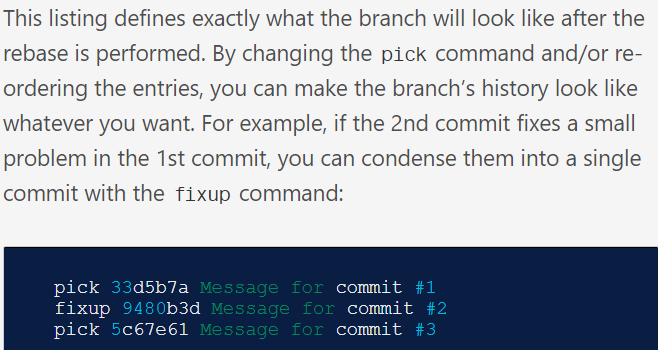 This listing defines exactly what the branch will look like after the
rebase is performed. By changing the pick command and/or re-
ordering the entries, you can make the branch’s history look like
whatever you want. For example, if the 2nd commit fixes a small
problem in the 1st commit, you can condense them into a single
commit with the fixup command:
pick 33d5b7a Message for commit #1
fixup 9480b3d Message for commit #2
pick 5c67e61 Message for commit #3